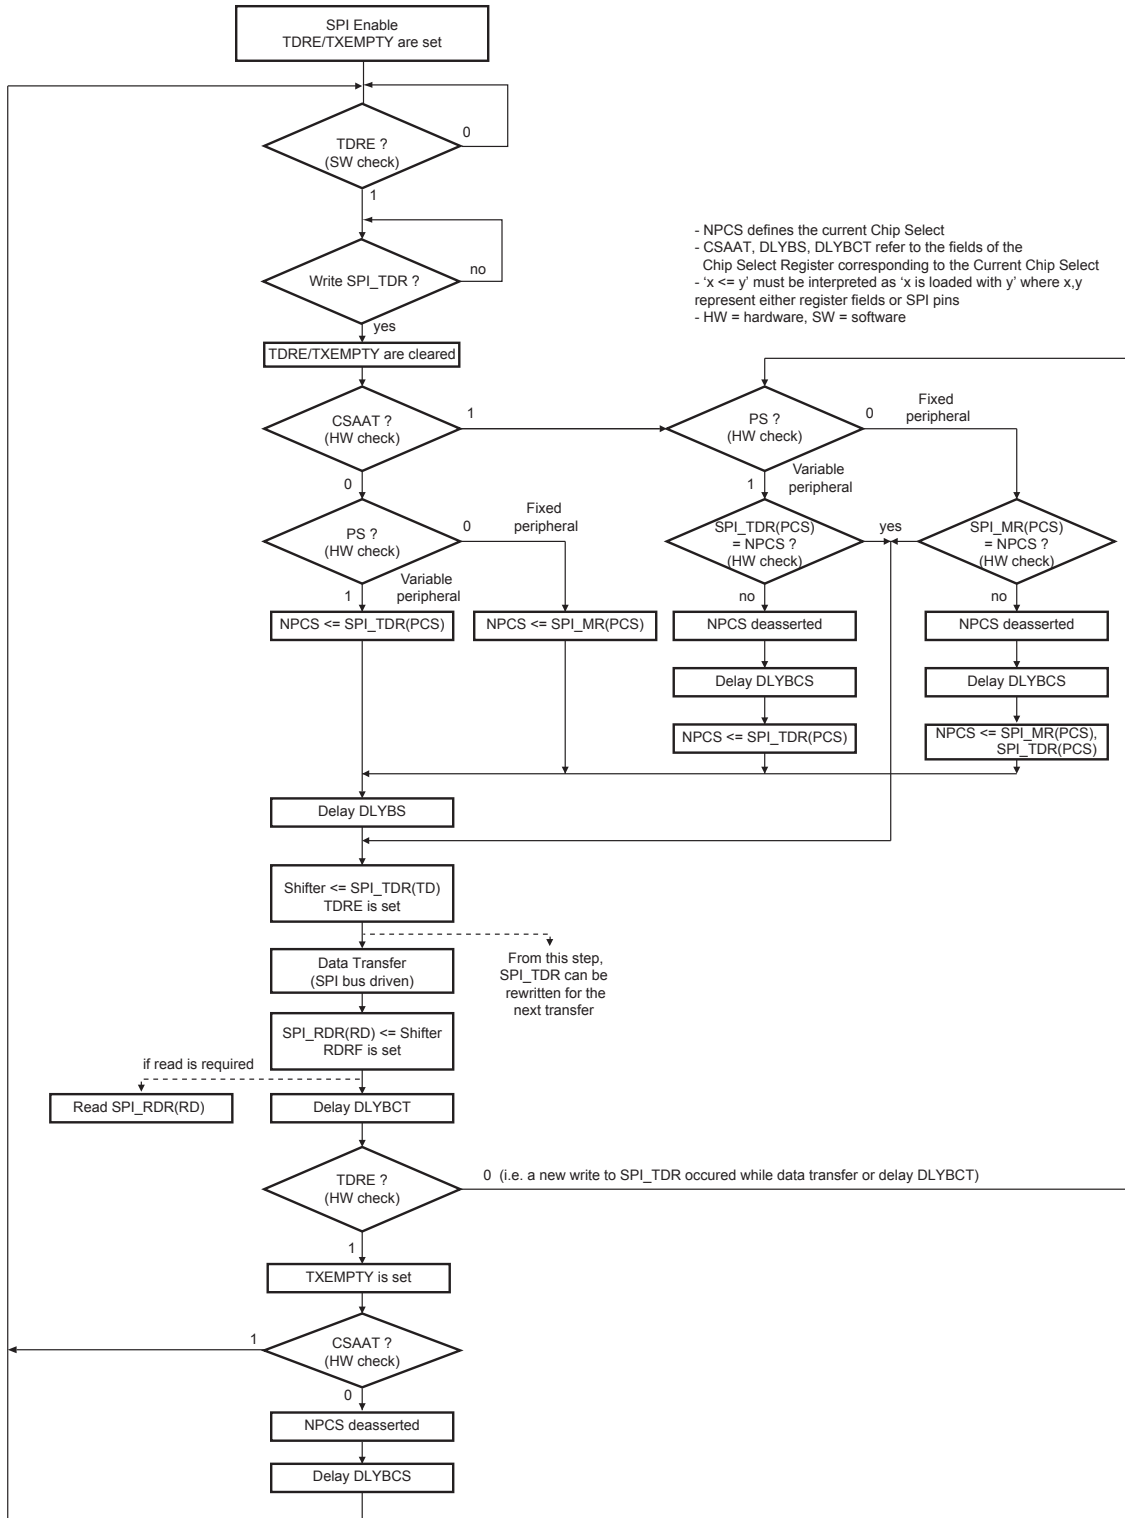 SPI Enable
TDRE/TXEMPTY are set
TDRE ?
(SW check)
0
1
- NPCS defines the current Chip Select
- CSAAT, DLYBS, DLYBCT refer to the fields of the
Chip Select Register corresponding to the Current Chip Select
- ‘x <= y’ must be interpreted as ‘x is loaded with y’ where x,y
represent either register fields or SPI pins
- HW = hardware, SW = software
Write SPI_TDR ?
no
yes
TDRE/TXEMPTY are cleared
CSAAT ?
(HW check)
1
0
PS ?
(HW check)
0
Fixed
peripheral
Variable
peripheral
1
PS ?
(HW check)
0
Fixed
peripheral
1
Variable
peripheral
SPI_TDR(PCS)
= NPCS ?
(HW check)
yes
SPI_MR(PCS)
= NPCS ?
(HW check)
no
no
NPCS <= SPI_TDR(PCS)
NPCS <= SPI_MR(PCS)
NPCS deasserted
NPCS deasserted
Delay DLYBCS
Delay DLYBCS
NPCS <= SPI_TDR(PCS)
NPCS <= SPI_MR(PCS),
SPI_TDR(PCS)
Delay DLYBS
Shifter <= SPI_TDR(TD)
TDRE is set
Data Transfer
(SPI bus driven)
From this step,
SPI_TDR can be
rewritten for the
next transfer
SPI_RDR(RD) <= Shifter
RDRF is set
if read is required
Read SPI_RDR(RD)
Delay DLYBCT
TDRE ?
(HW check)
0 (i.e. a new write to SPI_TDR occured while data transfer or delay DLYBCT)
1
TXEMPTY is set
CSAAT ?
(HW check)
1
0
NPCS deasserted
Delay DLYBCS